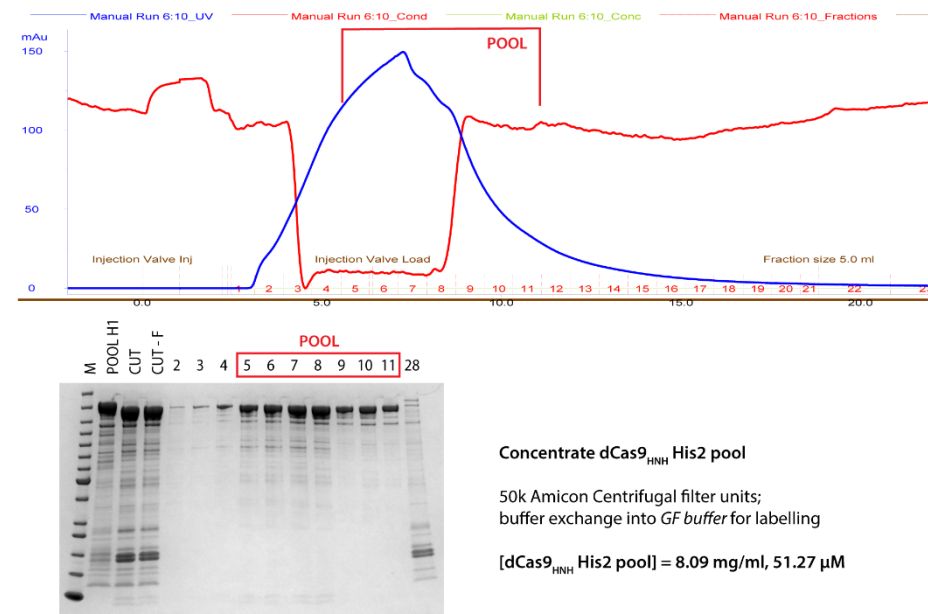 Manual Run 6:10_UV Manual Run 6:10_Cond Manual Run 6:10_Conc Manual Run 6:10_Fractions
mAu
POOL
150
100
50
Injection Valve Inj Injection Valve Load Fraction size 5.0 ml
0 1 2 3 4 5 6 7 8 9 10 11 12 13 14 15 16 17 18 19 20 21 22
0.0 5.0 10.0 15.0 20.0
POOL
M POOL H1 CUT CUT - F 2 3 4 5 6 7 8 9 10 11 28
Concentrate dCas9HNH His2 pool
50k Amicon Centrifugal filter units;
buffer exchange into GF buffer for labelling
[dCas9HNH His2 pool] = 8.09 mg/ml, 51.27 µM